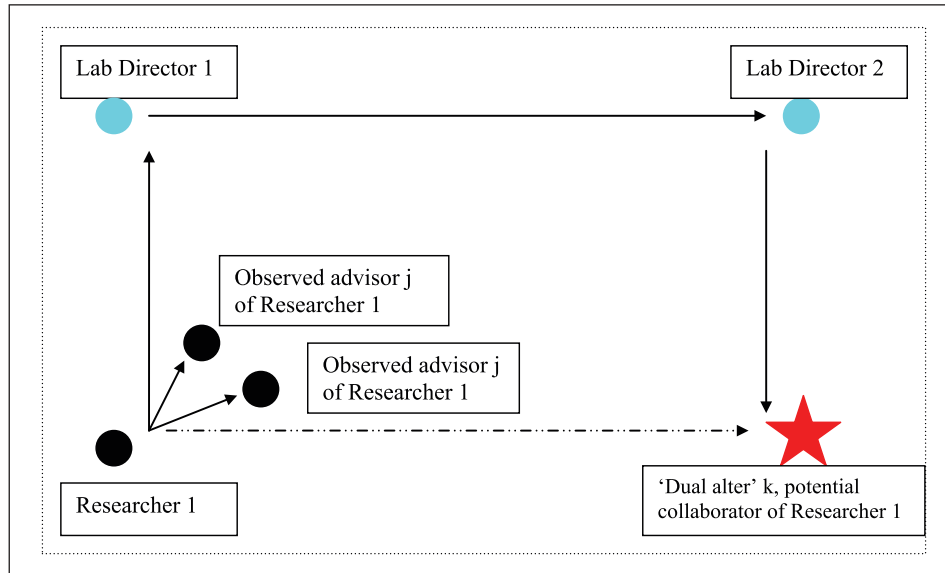 Lab Director 1
Lab Director 2
Observed advisor j
of Researcher 1
Observed advisor j
of Researcher 1
Researcher 1
‘Dual alter’ k, potential
collaborator of Researcher 1